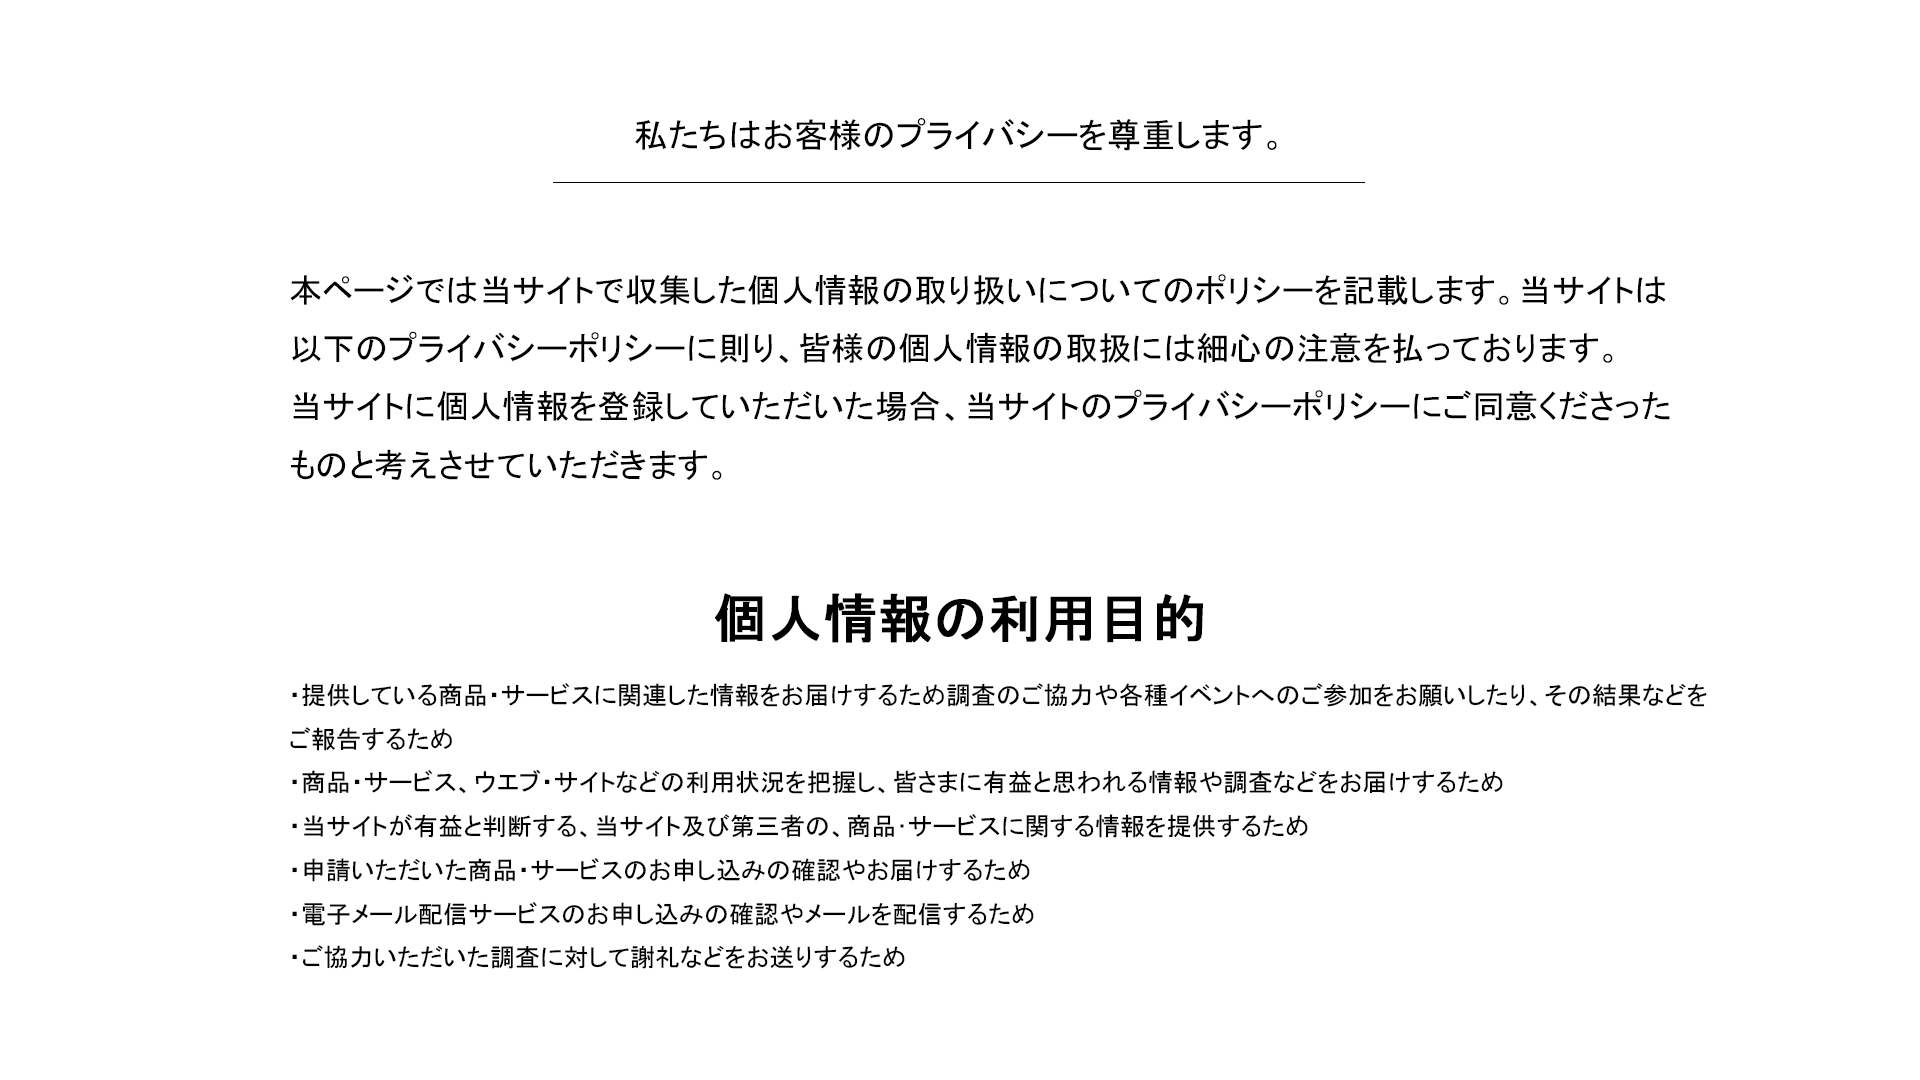 私たちはお客様のプライバシーを尊重します。
本ページでは当サイトで収集した個人情報の取り扱いについてのポリシーを記載します。当サイトは
以下のプライバシーポリシーに則り、皆様の個人情報の取扱には細心の注意を払っております。
当サイトに個人情報を登録していただいた場合、当サイトのプライバシーポリシーにご同意くださった
ものと考えさせていただきます。
個人情報の利用目的
・提供している商品・サービスに関連した情報をお届けするため調査のご協力や各種イベントへのご参加をお願いしたり、その結果などを
ご報告するため
・商品・サービス、ウエブ・サイトなどの利用状況を把握し、皆さまに有益と思われる情報や調査などをお届けするため
・当サイトが有益と判断する、当サイト及び第三者の、商品･サービスに関する情報を提供するため
・申請いただいた商品・サービスのお申し込みの確認やお届けするため
・電子メール配信サービスのお申し込みの確認やメールを配信するため
・ご協力いただいた調査に対して謝礼などをお送りするため